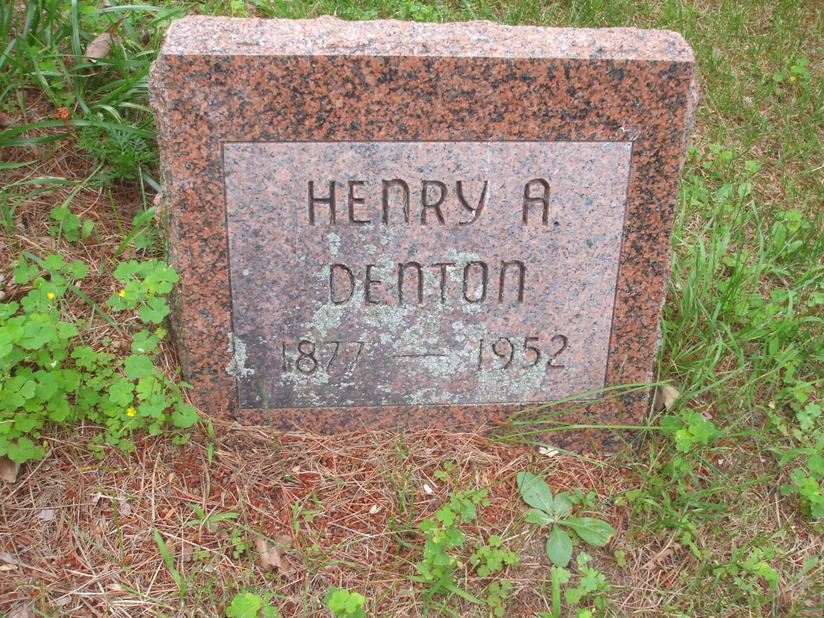 HENRY A.
DENTON
1877 — 1952